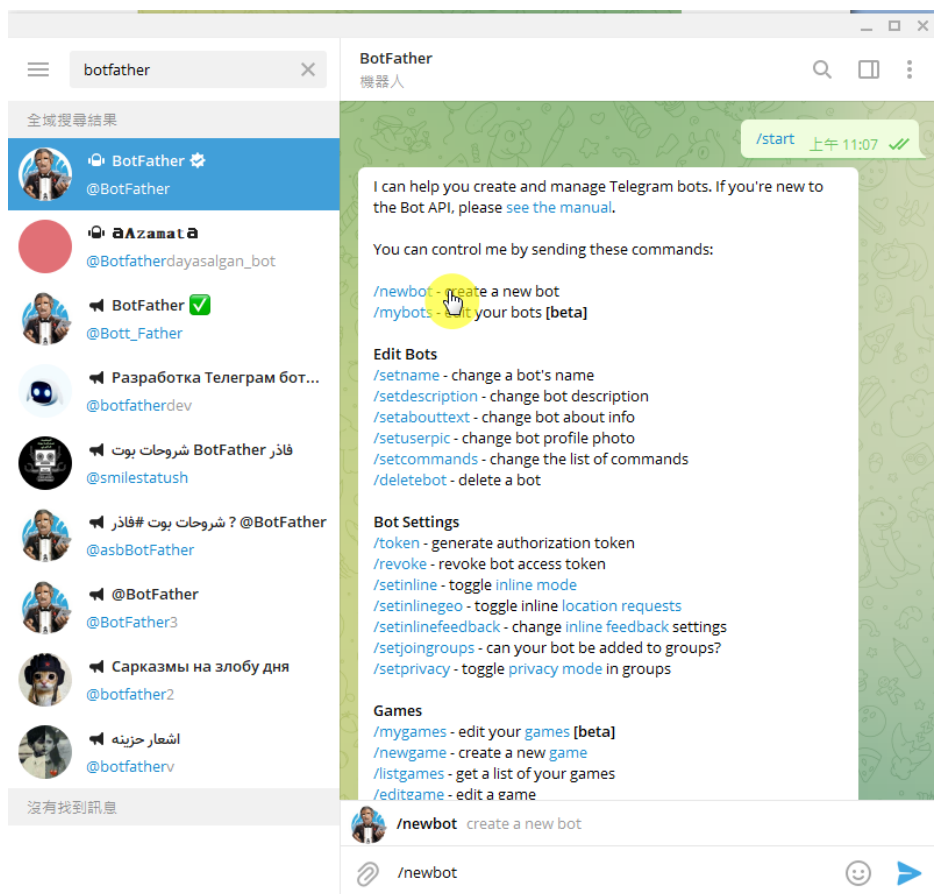 botfather
全域搜尋結果
BotFather
@BotFather
ᘐAzamataᘐ
@Botfatherdayasalgan_bot
BotFather ✅
@Bott_Father
Разработка Телеграм бот...
@botfatherdev
فاذر BotFather شروحات بوت
@smilestatush
@BotFather ? شروحات بوت #فاذر
@asbBotFather
@BotFather
@BotFather3
Сарказмы на злобу дня
@botfather2
اشعار حزينه
@botfatherv
沒有找到訊息
BotFather
機器人
/start 上午 11:07
I can help you create and manage Telegram bots. If you're new to
the Bot API, please see the manual.
You can control me by sending these commands:
/newbot - create a new bot
/mybots - edit your bots [beta]
Edit Bots
/setname - change a bot's name
/setdescription - change bot description
/setabouttext - change bot about info
/setuserpic - change bot profile photo
/setcommands - change the list of commands
/deletebot - delete a bot
Bot Settings
/token - generate authorization token
/revoke - revoke bot access token
/setinline - toggle inline mode
/setinlinegeo - toggle inline location requests
/setinlinefeedback - change inline feedback settings
/setjoingroups - can your bot be added to groups?
/setprivacy - toggle privacy mode in groups
Games
/mygames - edit your games [beta]
/newgame - create a new game
/listgames - get a list of your games
/editgame - edit a game
/newbot create a new bot
/newbot